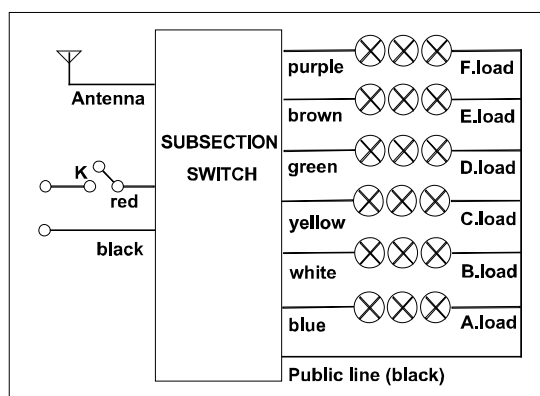 purple
F.load
Antenna
brown
E.load
SUBSECTION
SWITCH
green
D.load
K
red
yellow
C.load
black
white
B.load
blue
A.load
Public line (black)